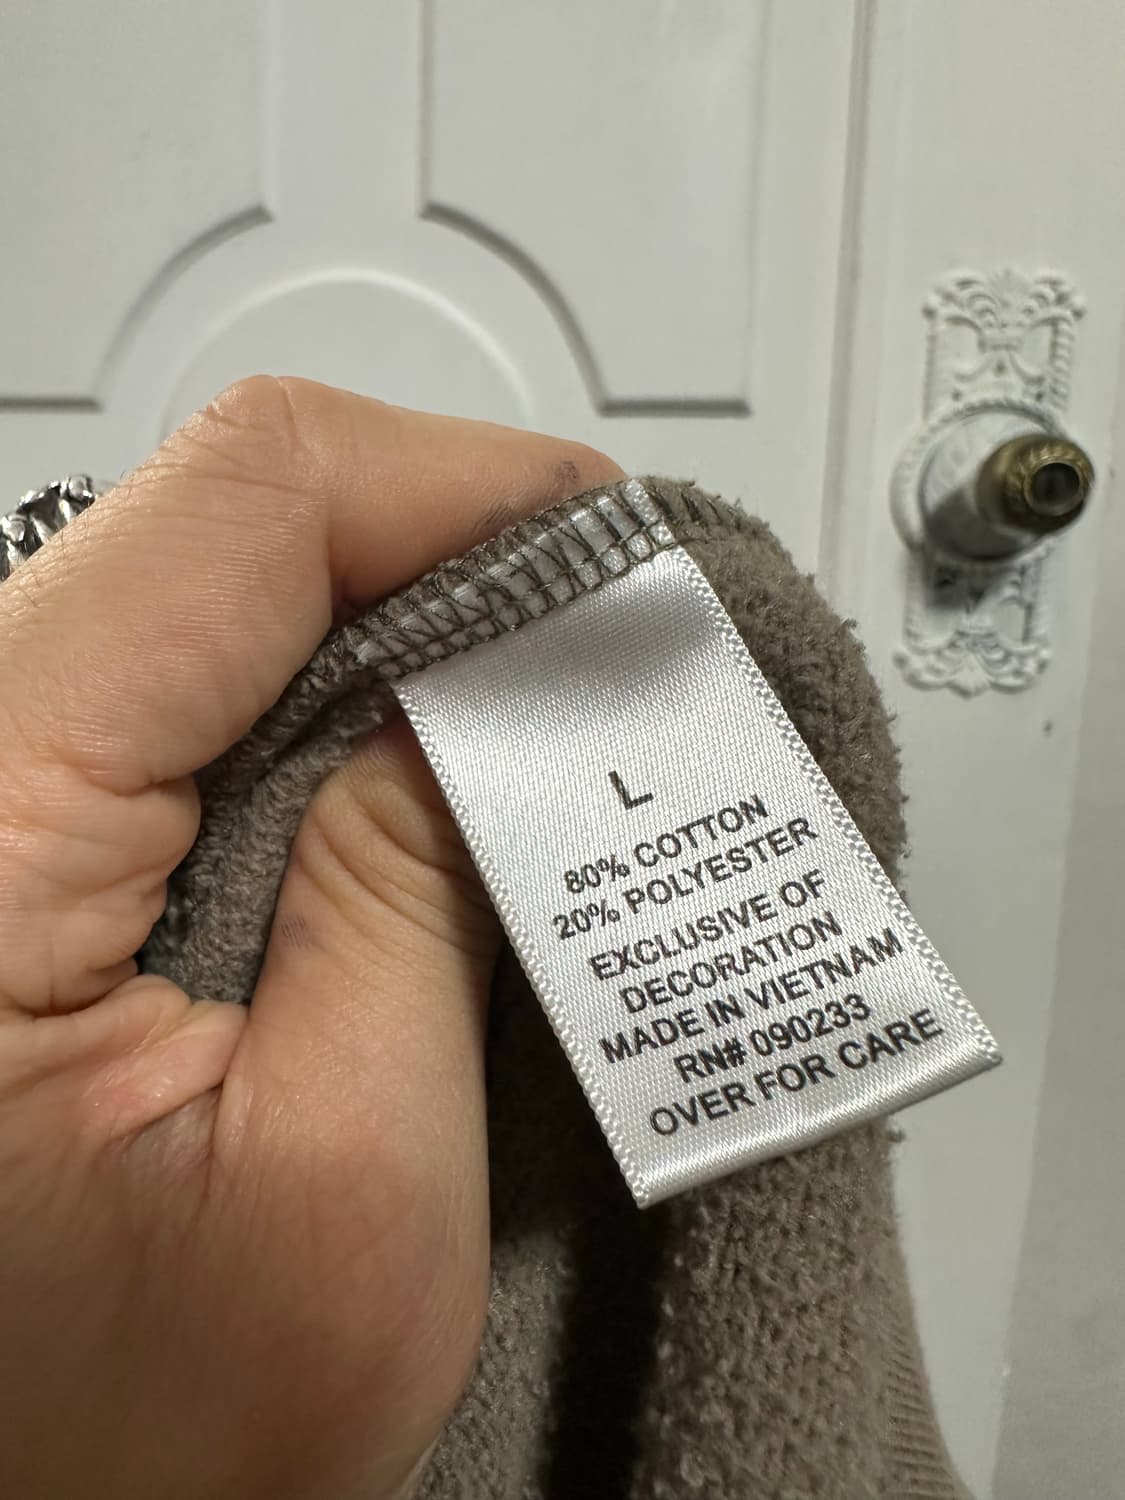 L
80% COTTON
20% POLYESTER
EXCLUSIVE OF
DECORATION
MADE IN VIETNAM
RN# 090233
OVER FOR CARE